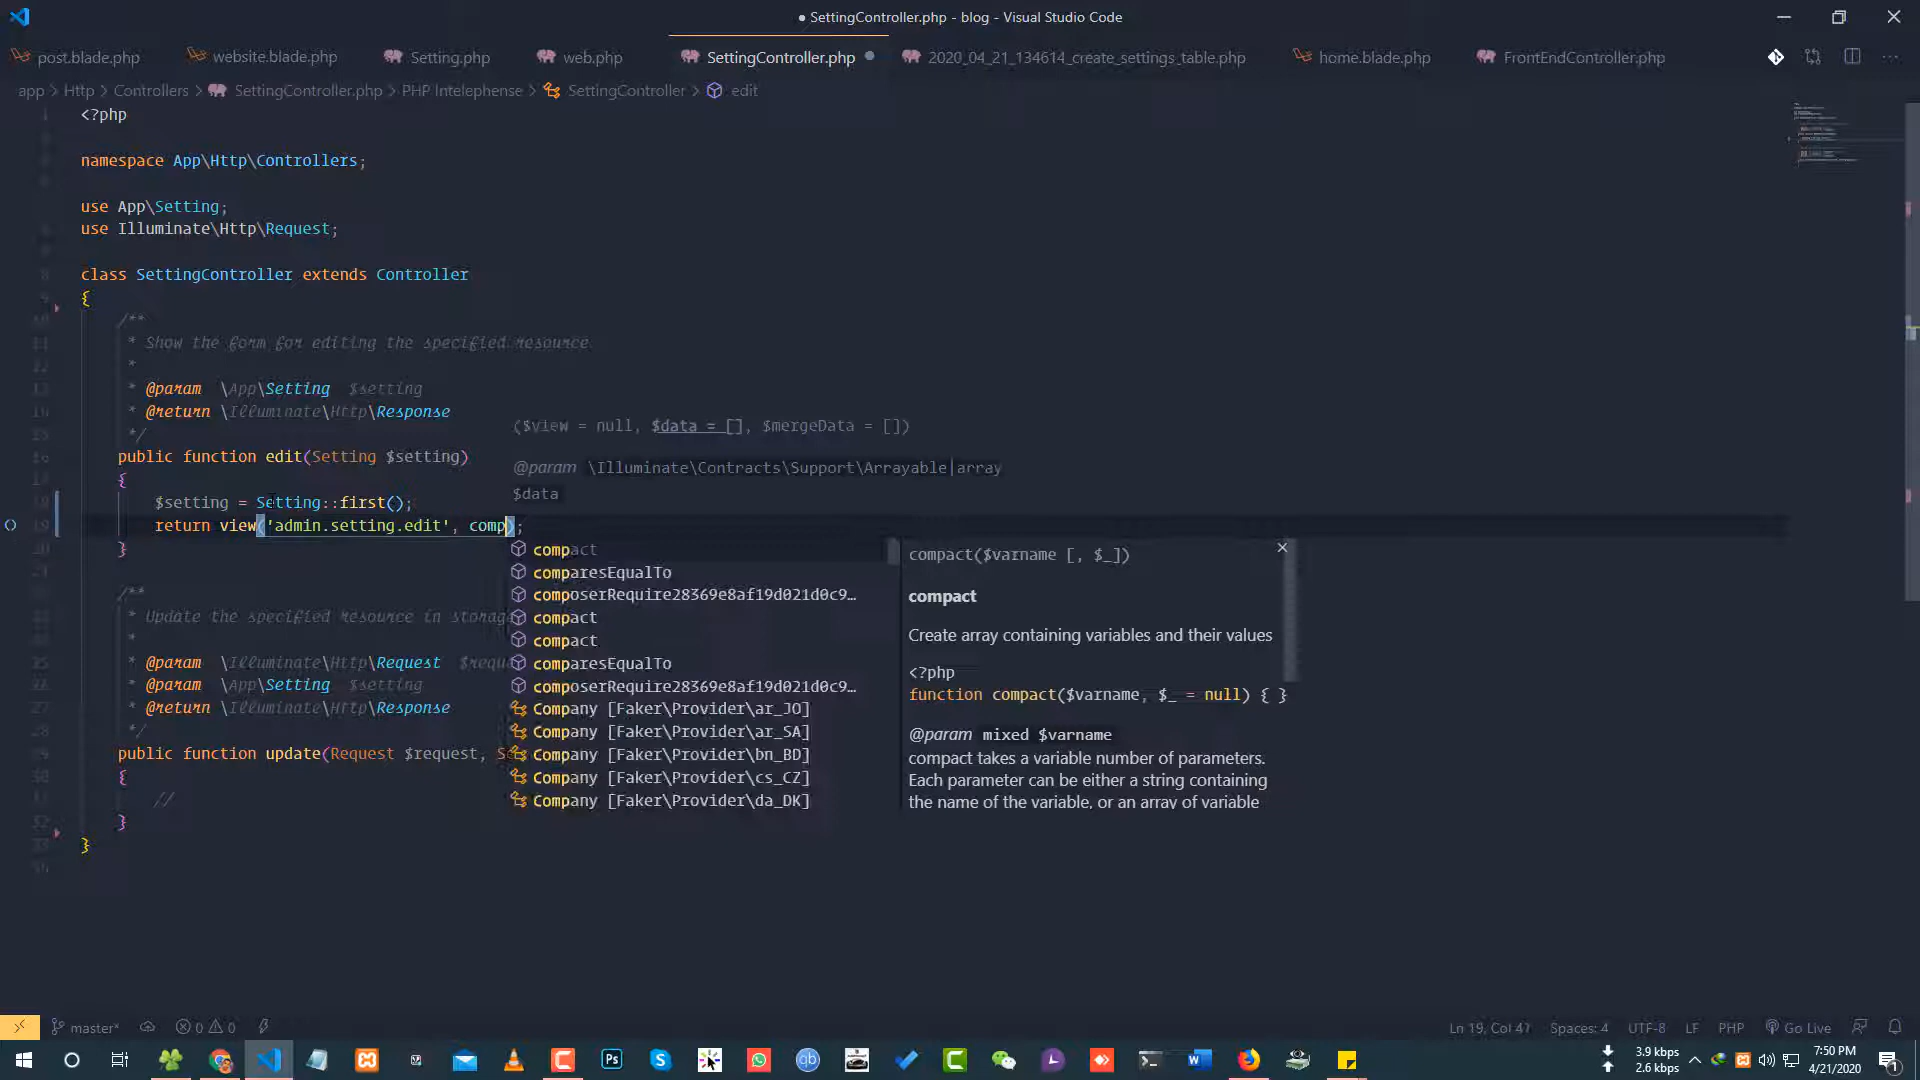 SettingController.php - blog - Visual Studio Code
post.blade.php website.blade.php Setting.php web.php SettingController.php 2020_04_21_134614_create_settings_table.php home.blade.php FrontEndController.php
app > Http > Controllers > SettingController.php > PHP Intelephense > SettingController > edit
<?php
namespace App\Http\Controllers;
use App\Setting;
use Illuminate\Http\Request;
class SettingController extends Controller
{
/**
* Show the form for editing the specified resource
*
* @param \App\Setting $setting
* @return \Illuminate\Http\Response
*/
public function edit(Setting $setting)
{
$setting = Setting::first();
return view('admin.setting.edit', comp);
}
/**
* Update the specified resource in storag
*
* @param \Illuminate\Http\Request $requ
* @param \App\Setting $setting
* @return \Illuminate\Http\Response
*/
public function update(Request $request, S
{
//
}
}
($view = null, $data = [], $mergeData = [])
@param \Illuminate\Contracts\Support\Arrayable|array
$data
compact
comparesEqualTo
composerRequire28369e8af19d021d0c9…
compact
compact
comparesEqualTo
composerRequire28369e8af19d021d0c9…
Company [Faker\Provider\ar_JO]
Company [Faker\Provider\ar_SA]
Company [Faker\Provider\bn_BD]
Company [Faker\Provider\cs_CZ]
Company [Faker\Provider\da_DK]
compact($varname [, $_])
compact
Create array containing variables and their values
<?php
function compact($varname, $_ = null) { }
@param mixed $varname
compact takes a variable number of parameters.
Each parameter can be either a string containing
the name of the variable, or an array of variable
master* 0 0 Ln 19, Col 47 Spaces: 4 UTF-8 LF PHP Go Live
3.9 kbps 7:50 PM
2.6 kbps 4/21/2020